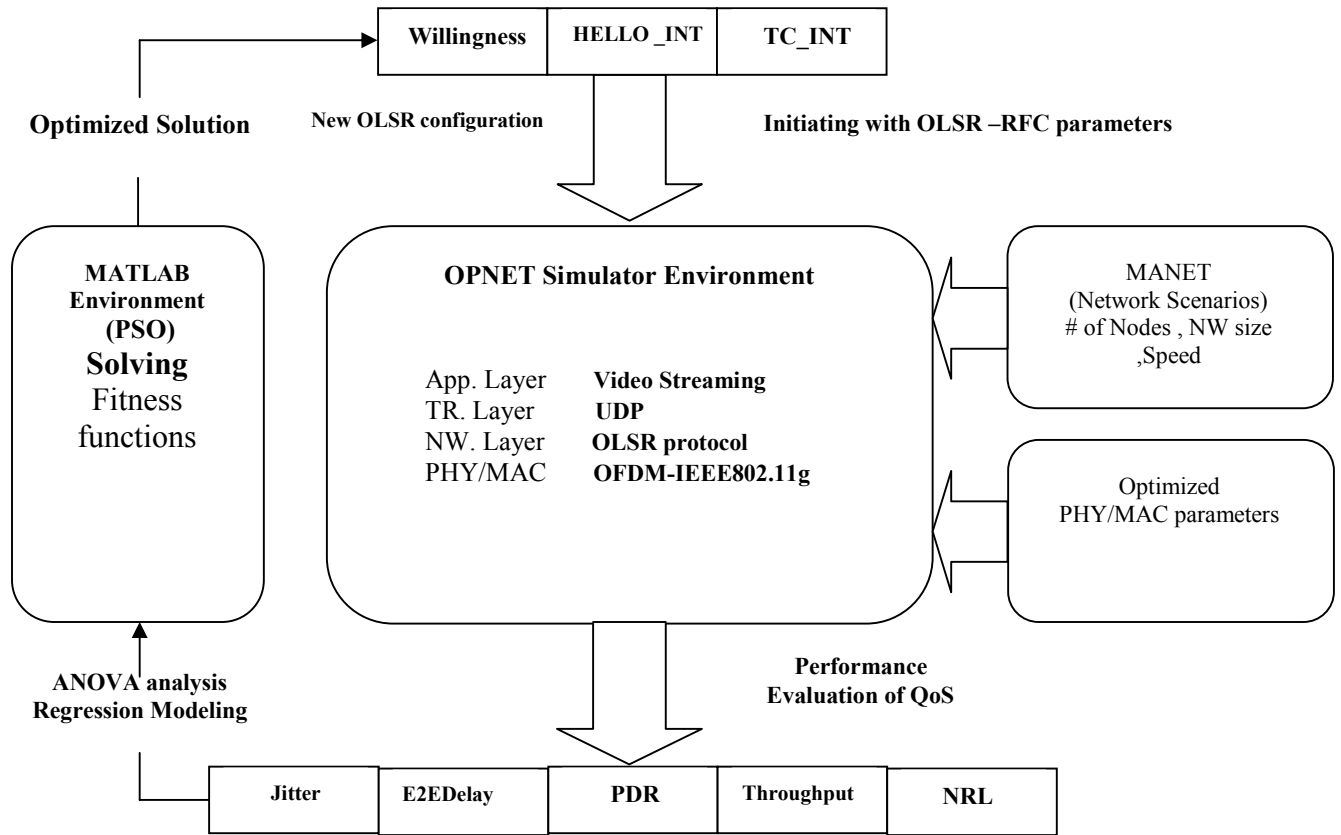 Willingness HELLO _INT TC_INT
Optimized Solution
New OLSR configuration
Initiating with OLSR –RFC parameters
MATLAB
Environment
(PSO)
Solving
Fitness
functions
OPNET Simulator Environment
App. Layer Video Streaming
TR. Layer UDP
NW. Layer OLSR protocol
PHY/MAC OFDM-IEEE802.11g
MANET
(Network Scenarios)
# of Nodes , NW size
,Speed
Optimized
PHY/MAC parameters
ANOVA analysis
Regression Modeling
Performance
Evaluation of QoS
Jitter E2EDelay PDR Throughput NRL